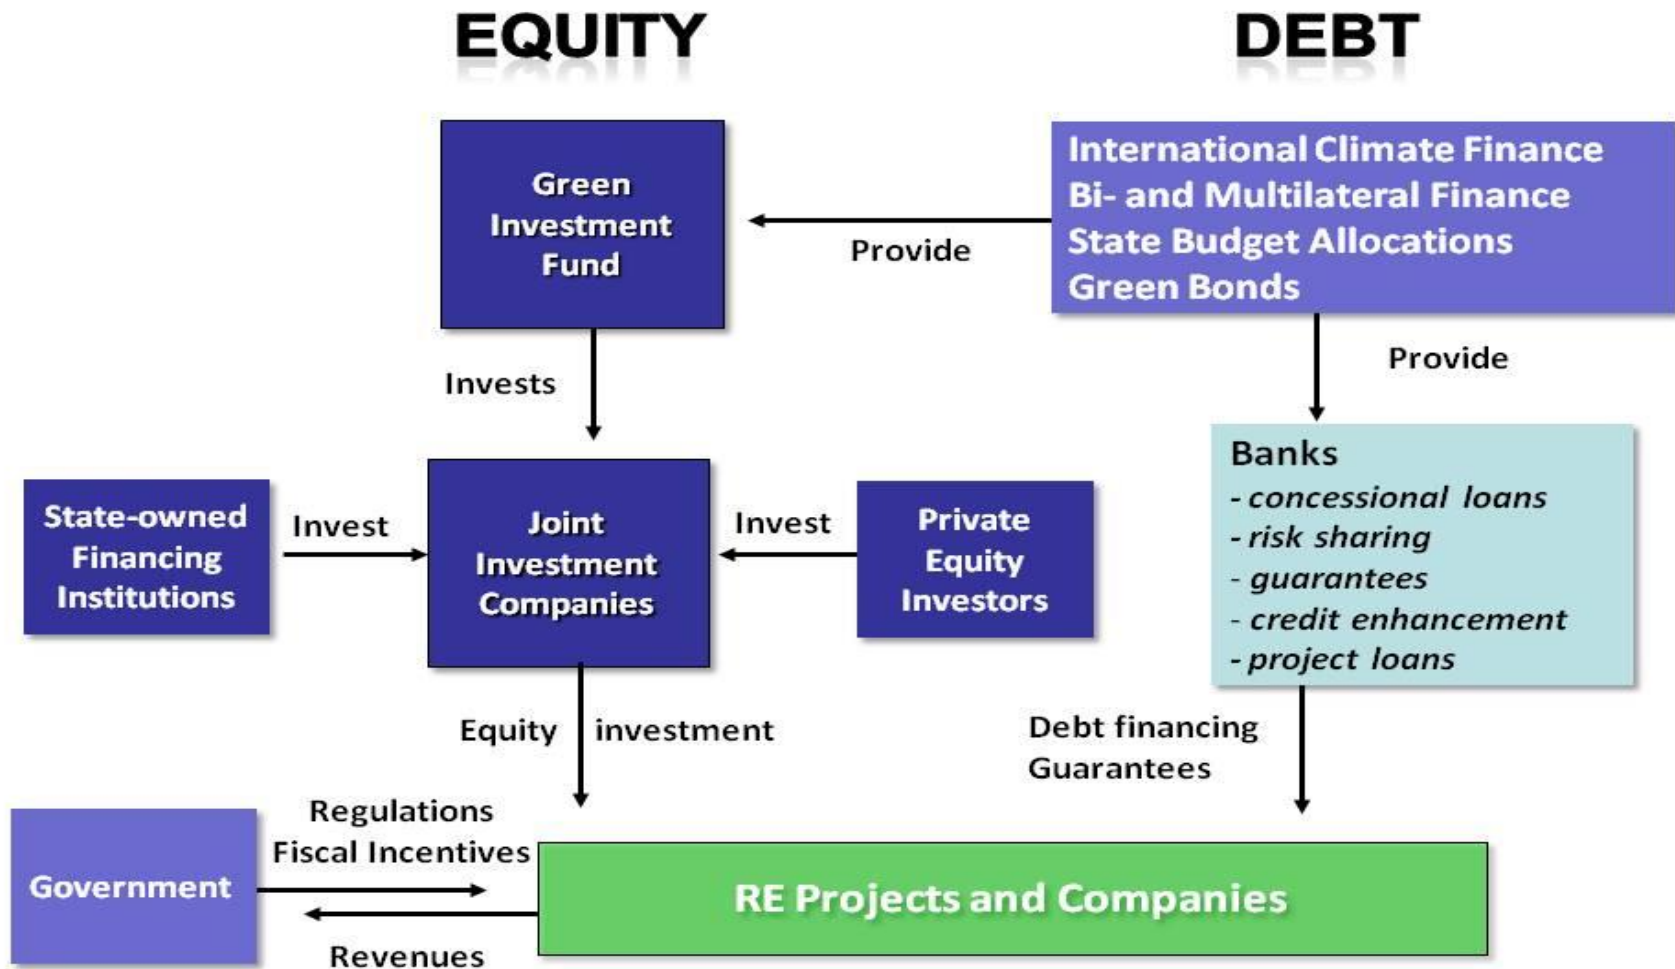 EQUITY
DEBT
Green
Investment
Fund
Provide
International Climate Finance
Bi- and Multilateral Finance
State Budget Allocations
Green Bonds
Invests
Provide
State-owned
Financing
Institutions
Invest
Joint
Investment
Companies
Invest
Private
Equity
Investors
Banks
- concessional loans
- risk sharing
- guarantees
- credit enhancement
- project loans
Equity investment
Debt financing
Guarantees
Government
Regulations
Fiscal Incentives
Revenues
RE Projects and Companies